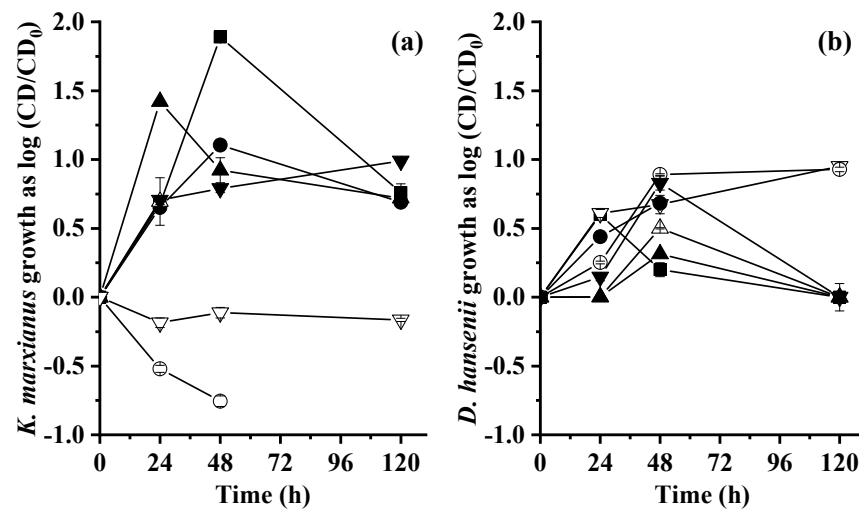 K. marxianus growth as log (CD/CD₀)
2.0
1.5
1.0
0.5
0.0
-0.5
-1.0
(a)
0 24 48 72 96 120
Time (h)
D. hansenii growth as log (CD/CD₀)
2.0
1.5
1.0
0.5
0.0
-0.5
-1.0
(b)
0 24 48 72 96 120
Time (h)